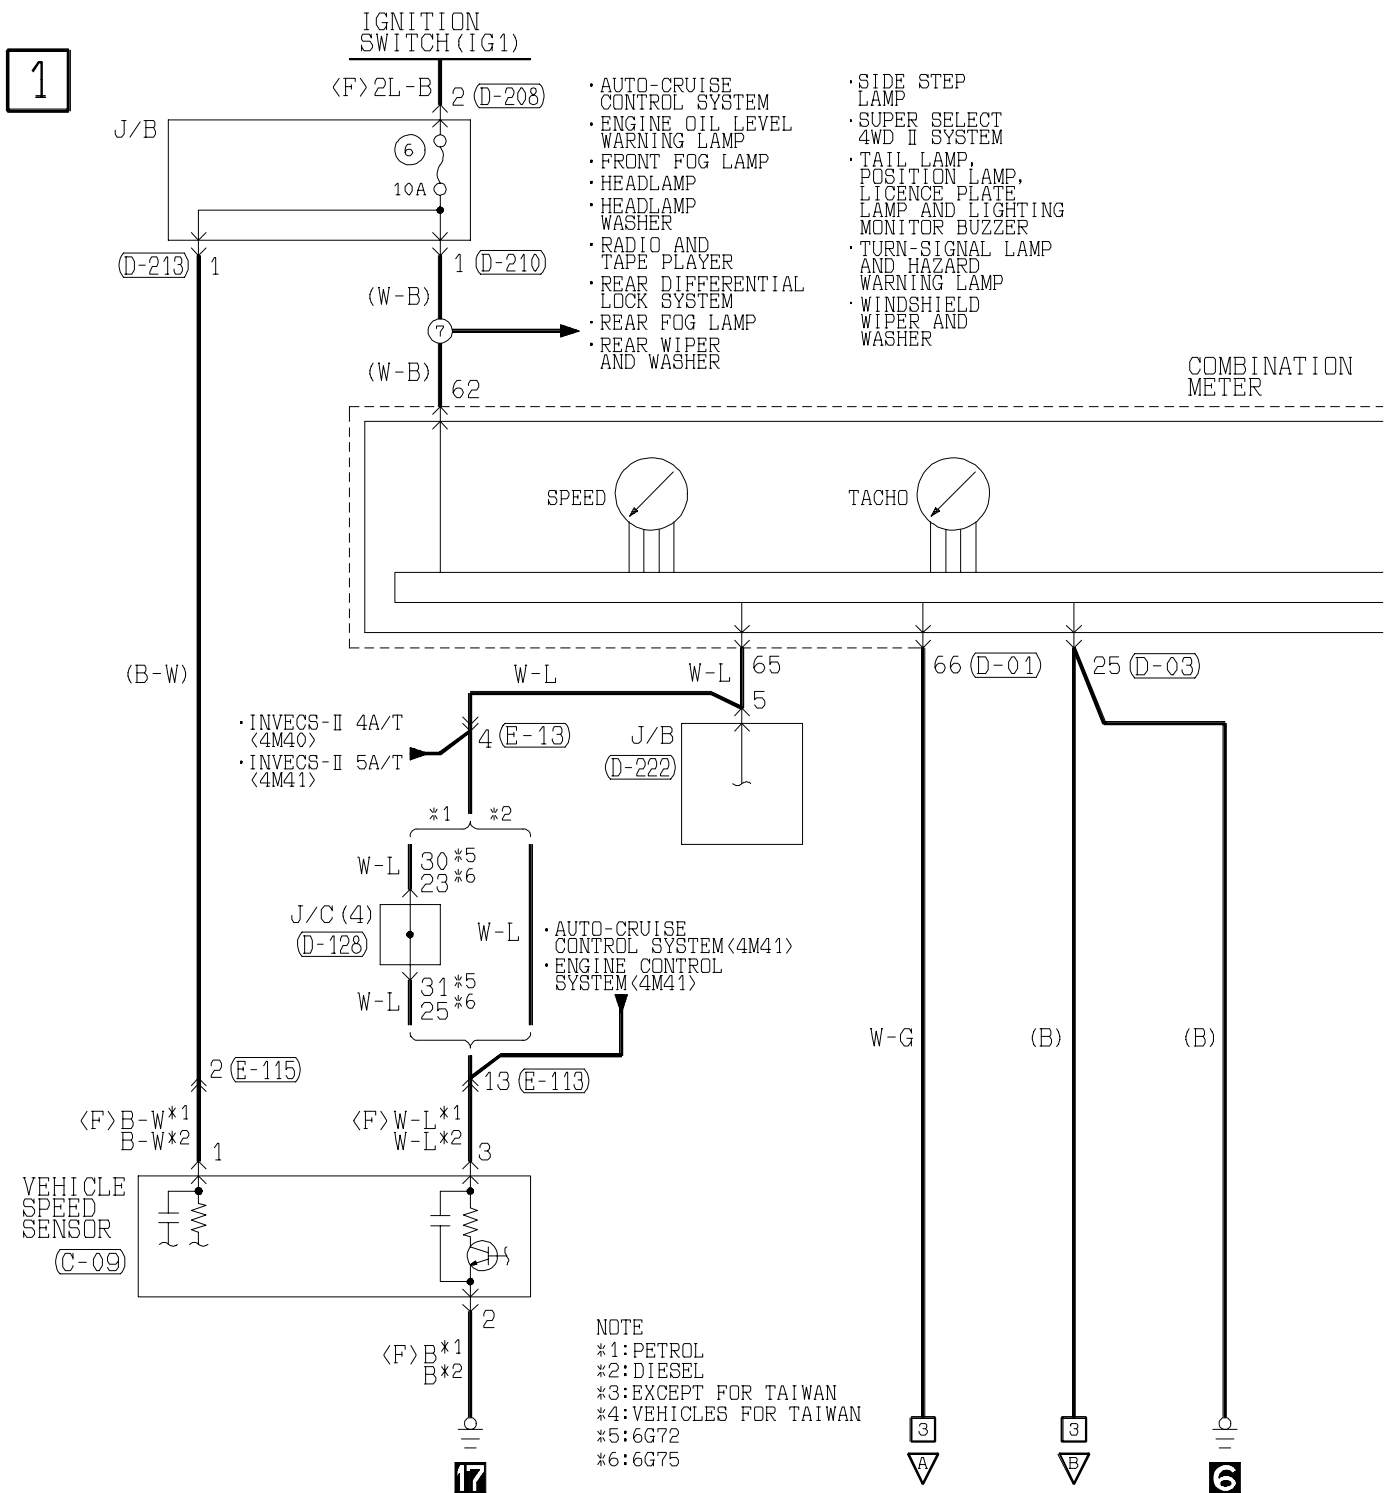 1
IGNITION
SWITCH(IG1)
<F>2L-B
2 (D-208)
J/B
6
10A
(D-213) 1
1 (D-210)
(W-B)
7
(W-B)
62
・AUTO-CRUISE
CONTROL SYSTEM
・ENGINE OIL LEVEL
WARNING LAMP
・FRONT FOG LAMP
・HEADLAMP
・HEADLAMP
WASHER
・RADIO AND
TAPE PLAYER
・REAR DIFFERENTIAL
LOCK SYSTEM
・REAR FOG LAMP
・REAR WIPER
AND WASHER
・SIDE STEP
LAMP
・SUPER SELECT
4WD Ⅱ SYSTEM
・TAIL LAMP,
POSITION LAMP,
LICENCE PLATE
LAMP AND LIGHTING
MONITOR BUZZER
・TURN-SIGNAL LAMP
AND HAZARD
WARNING LAMP
・WINDSHIELD
WIPER AND
WASHER
COMBINATION
METER
SPEED
TACHO
(B-W)
W-L
W-L
65
66 (D-01)
25 (D-03)
5
・INVECS-Ⅱ 4A/T
<4M40>
・INVECS-Ⅱ 5A/T
<4M41>
4 (E-13)
J/B
(D-222)
*1
*2
W-L
30*5
23*6
J/C(4)
(D-128)
W-L
W-L
31*5
25*6
・AUTO-CRUISE
CONTROL SYSTEM<4M41>
・ENGINE CONTROL
SYSTEM<4M41>
W-G
(B)
(B)
2 (E-115)
13 (E-113)
<F>B-W*1
B-W*2
1
<F>W-L*1
W-L*2
3
VEHICLE
SPEED
SENSOR
(C-09)
2
<F>B*1
B*2
17
NOTE
*1:PETROL
*2:DIESEL
*3:EXCEPT FOR TAIWAN
*4:VEHICLES FOR TAIWAN
*5:6G72
*6:6G75
3
A
3
B
6